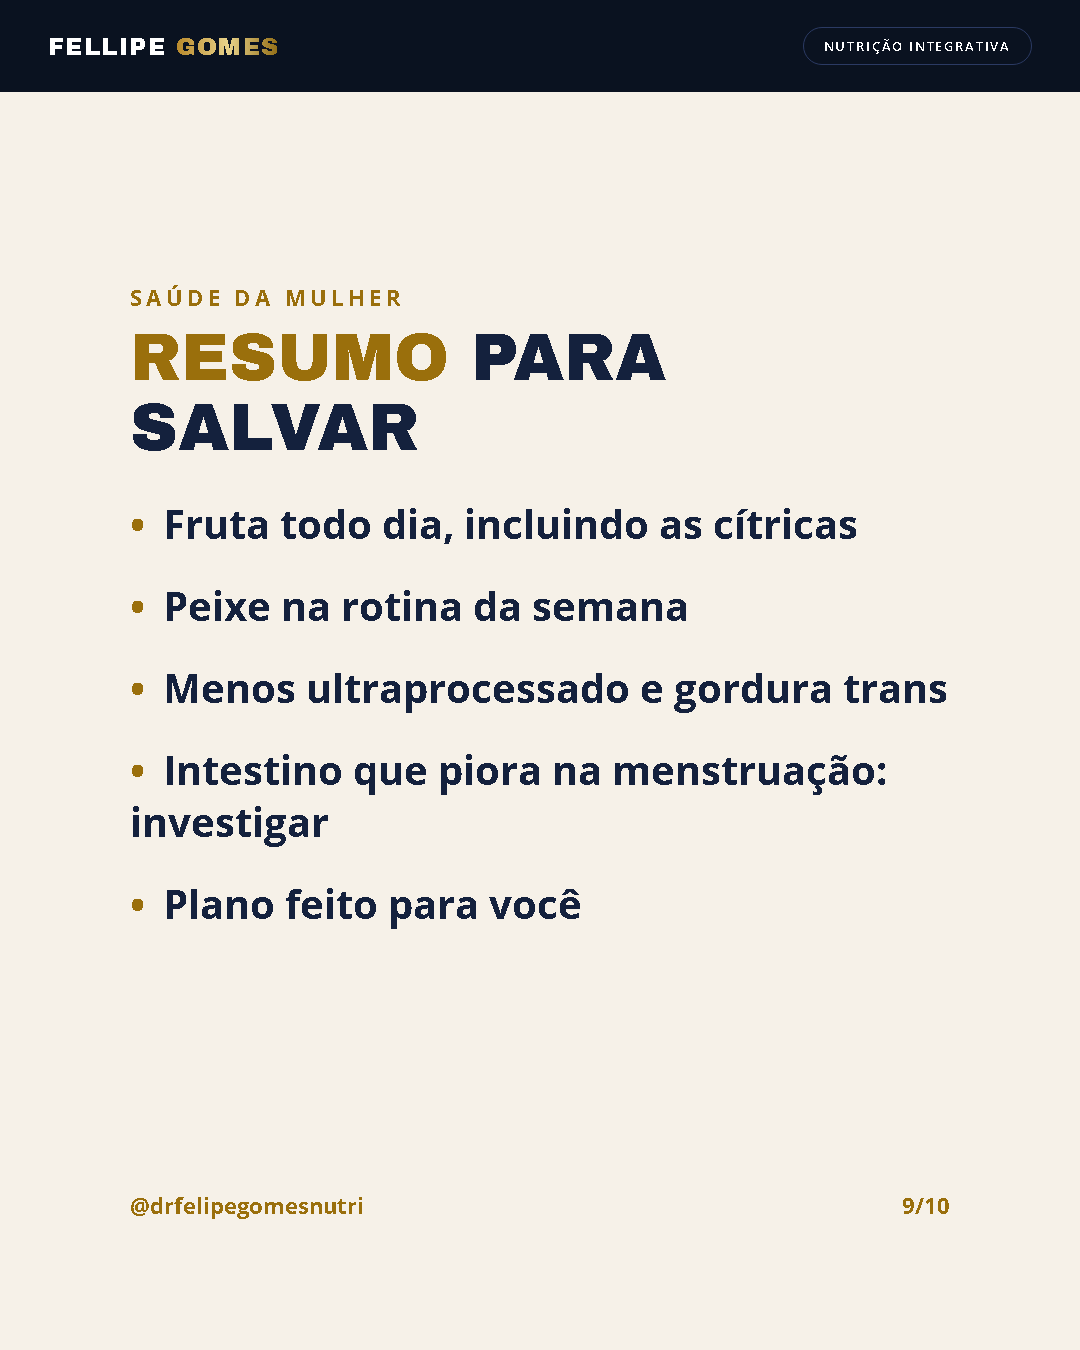 FELLIPE GOMES
NUTRIÇÃO INTEGRATIVA
SAÚDE DA MULHER
RESUMO PARA
SALVAR
• Fruta todo dia, incluindo as cítricas
• Peixe na rotina da semana
• Menos ultraprocessado e gordura trans
• Intestino que piora na menstruação:
investigar
• Plano feito para você
@drfelipegomesnutri
9/10